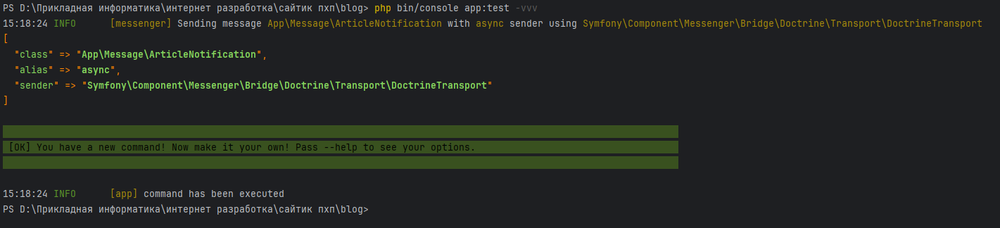 PS D:\Прикладная информатика\интернет разработка\сайтик пхп\blog> php bin/console app:test -vvv
15:18:24 INFO      [messenger] Sending message App\Message\ArticleNotification with async sender using Symfony\Component\Messenger\Bridge\Doctrine\Transport\DoctrineTransport
[
  "class" => "App\Message\ArticleNotification",
  "alias" => "async",
  "sender" => "Symfony\Component\Messenger\Bridge\Doctrine\Transport\DoctrineTransport"
]
[OK] You have a new command! Now make it your own! Pass --help to see your options.
15:18:24 INFO      [app] command has been executed
PS D:\Прикладная информатика\интернет разработка\сайтик пхп\blog>